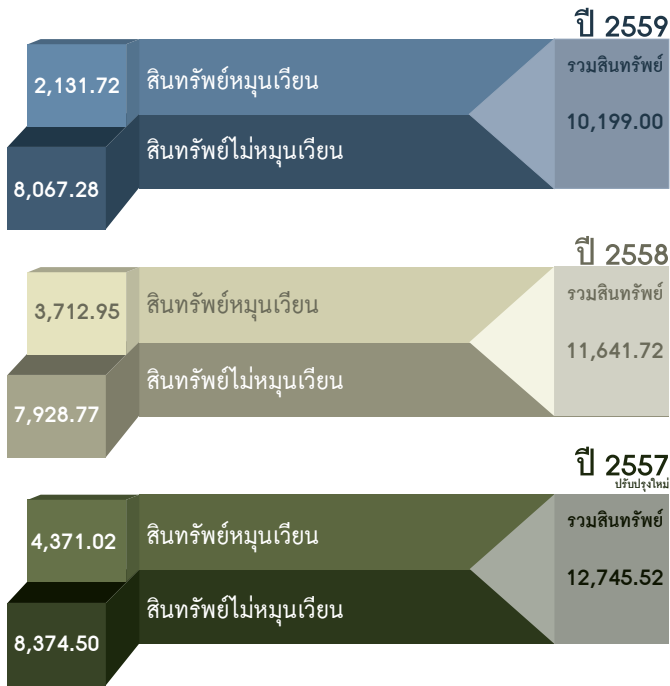 ปี 2559
2,131.72 สินทรัพย์หมุนเวียน รวมสินทรัพย์
10,199.00
8,067.28 สินทรัพย์ไม่หมุนเวียน
ปี 2558
3,712.95 สินทรัพย์หมุนเวียน รวมสินทรัพย์
11,641.72
7,928.77 สินทรัพย์ไม่หมุนเวียน
ปี 2557
ปรับปรุงใหม่
4,371.02 สินทรัพย์หมุนเวียน รวมสินทรัพย์
12,745.52
8,374.50 สินทรัพย์ไม่หมุนเวียน